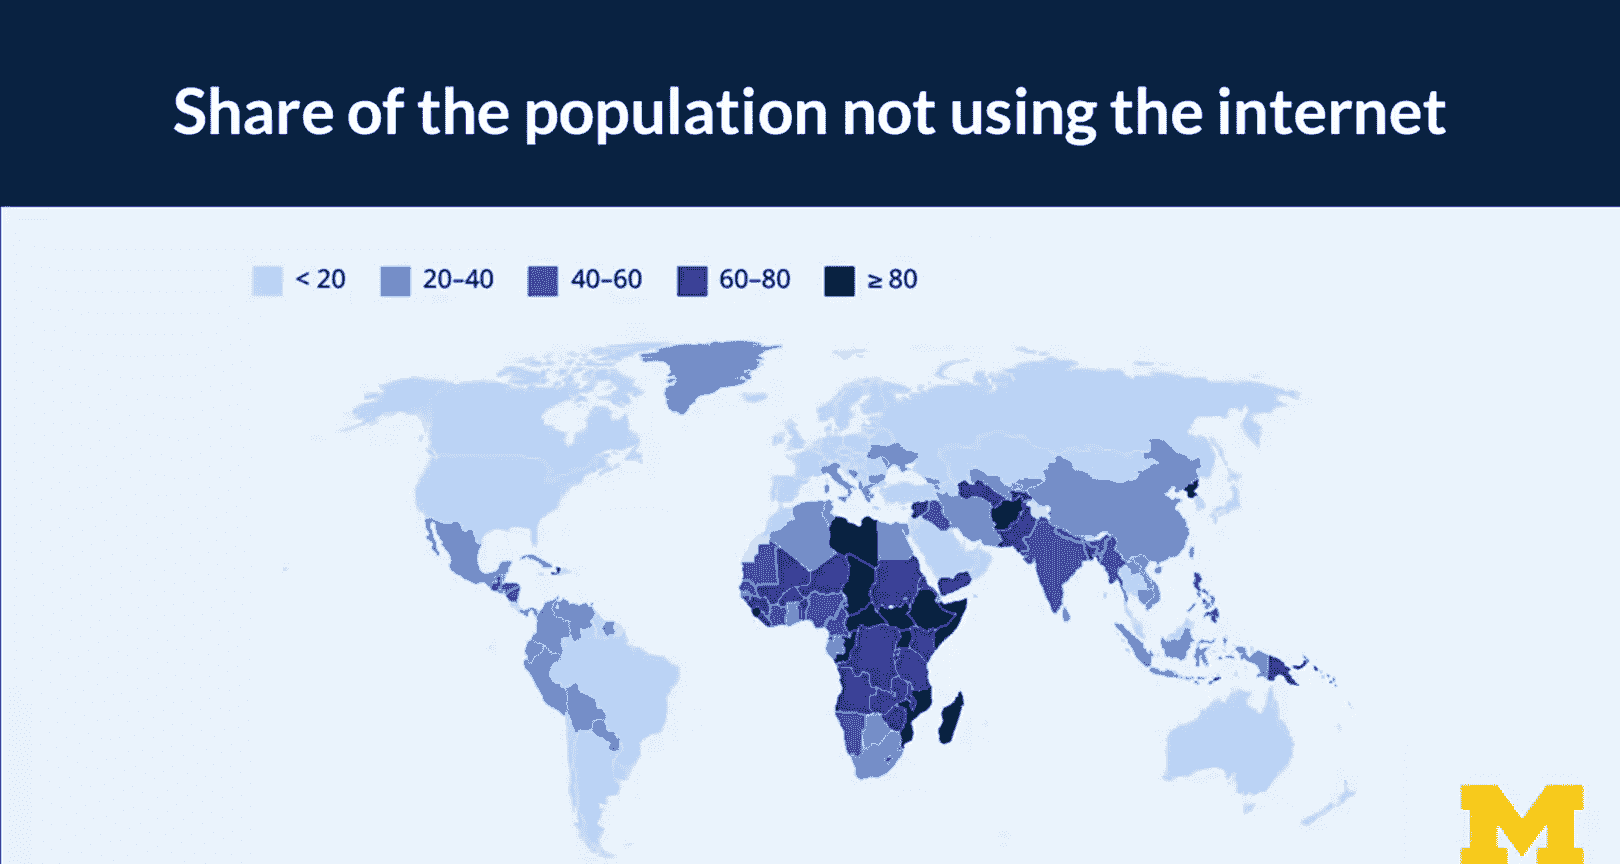 Share of the population not using the internet
< 20 20–40 40–60 60–80 ≥ 80
M